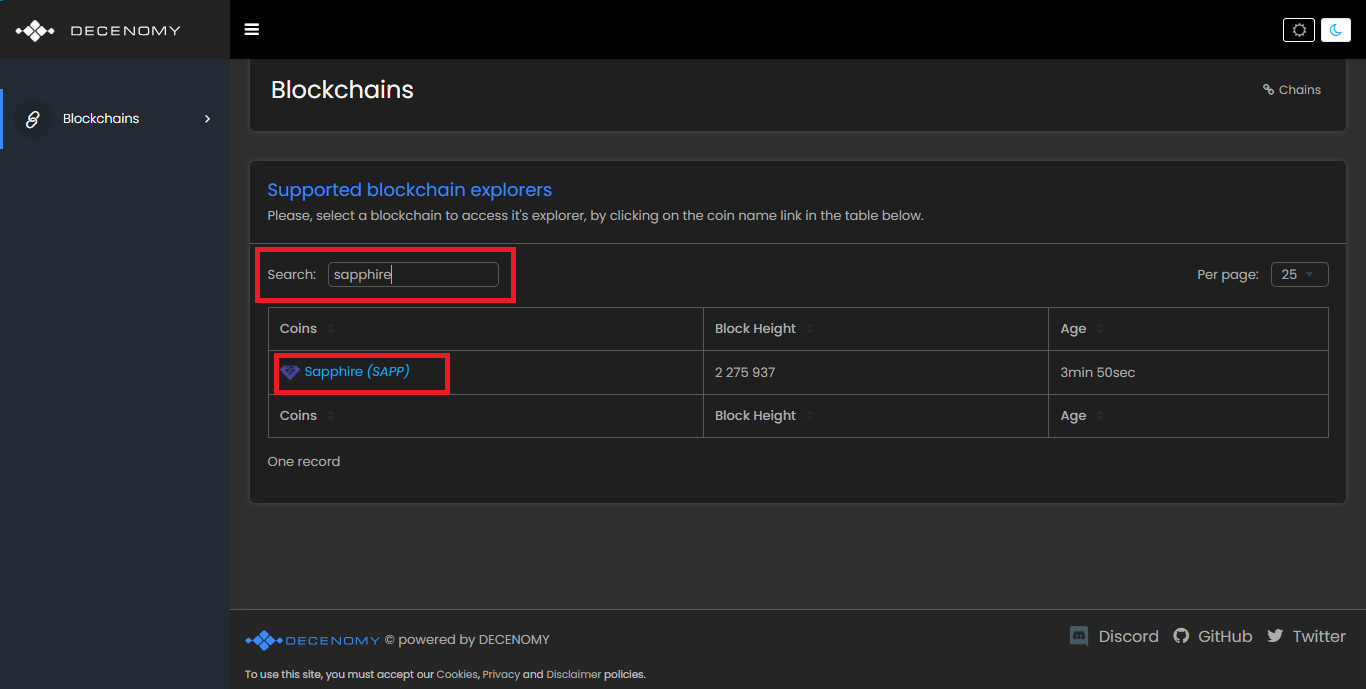 DECENOMY
Blockchains
Blockchains
Chains
Supported blockchain explorers
Please, select a blockchain to access it's explorer, by clicking on the coin name link in the table below.
Search: sapphire
Per page: 25
Coins Block Height Age
Sapphire (SAPP) 2 275 937 3min 50sec
Coins Block Height Age
One record
DECENOMY © powered by DECENOMY
Discord GitHub Twitter
To use this site, you must accept our Cookies, Privacy and Disclaimer policies.